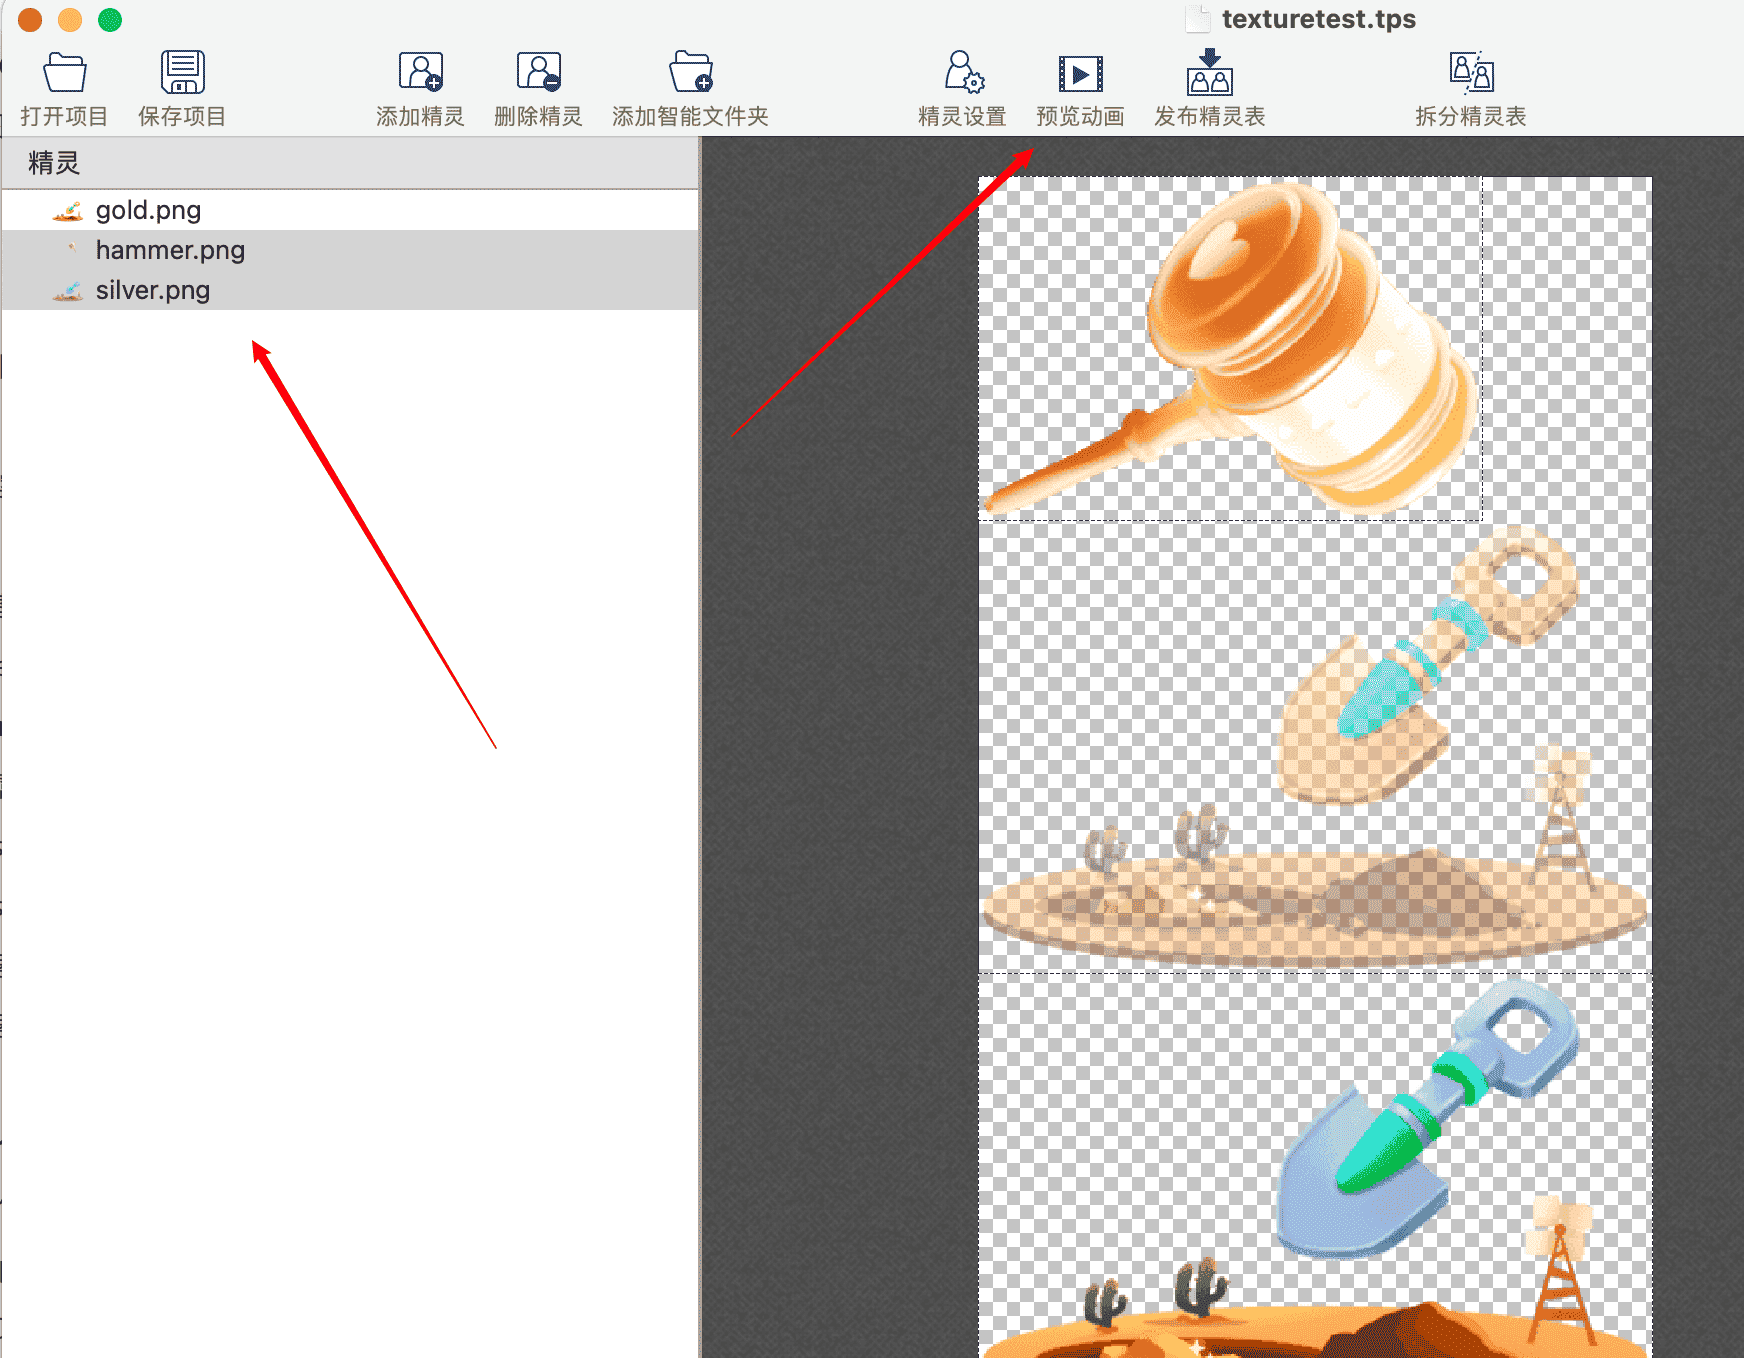 texturetest.tps
打开项目 保存项目 添加精灵 删除精灵 添加智能文件夹 精灵设置 预览动画 发布精灵表 拆分精灵表
精灵
gold.png
hammer.png
silver.png